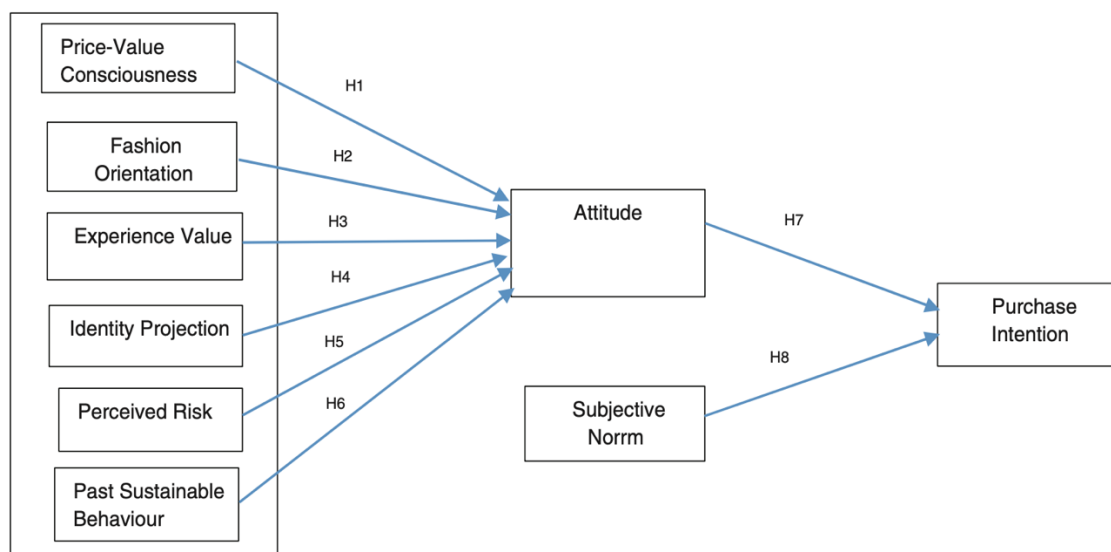 Price-Value
Consciousness
H1
Fashion
Orientation
H2
Experience Value
H3
Identity Projection
H4
Perceived Risk
H5
Past Sustainable
Behaviour
H6
Attitude
H7
Subjective
Norrm
H8
Purchase
Intention